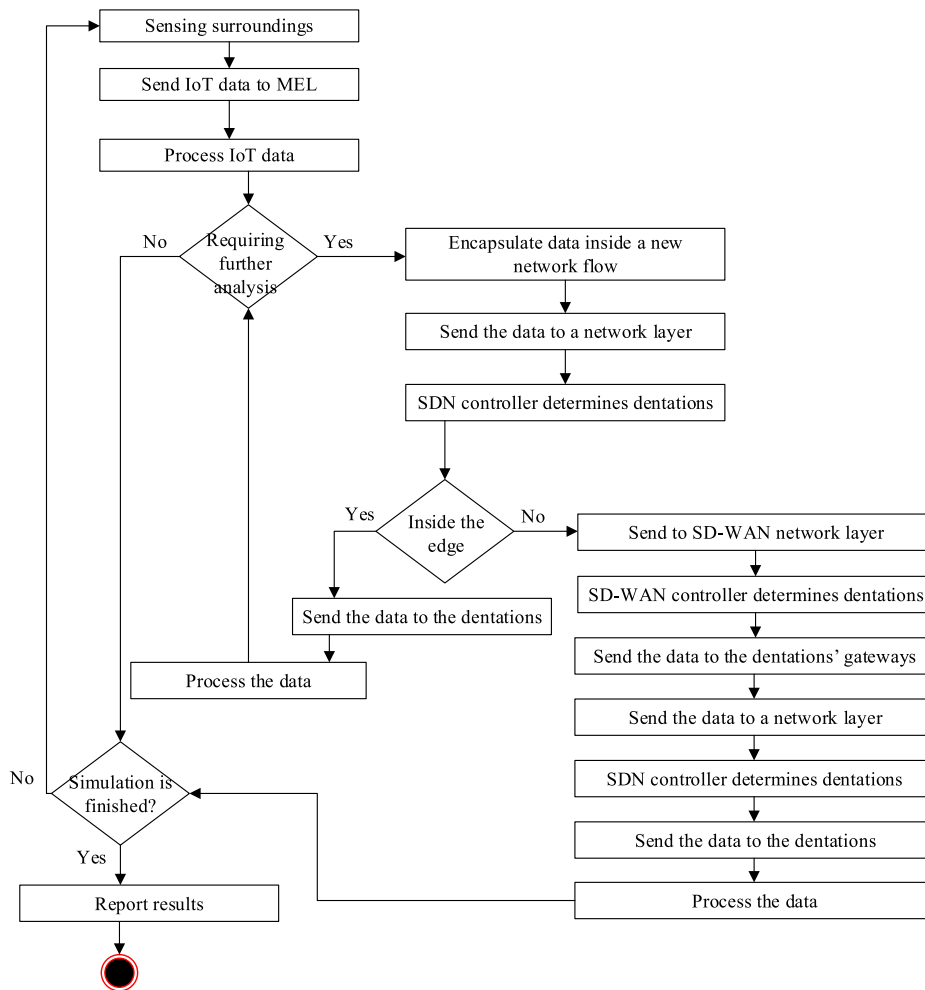 Sensing surroundings
Send IoT data to MEL
Process IoT data
No
Requiring
further
analysis
Yes
Encapsulate data inside a new
network flow
Send the data to a network layer
SDN controller determines dentations
Yes
Inside the
edge
No
Send to SD-WAN network layer
SD-WAN controller determines dentations
Send the data to the dentations
Send the data to the dentations’ gateways
Process the data
Send the data to a network layer
No
Simulation is
finished?
SDN controller determines dentations
Send the data to the dentations
Yes
Report results
Process the data